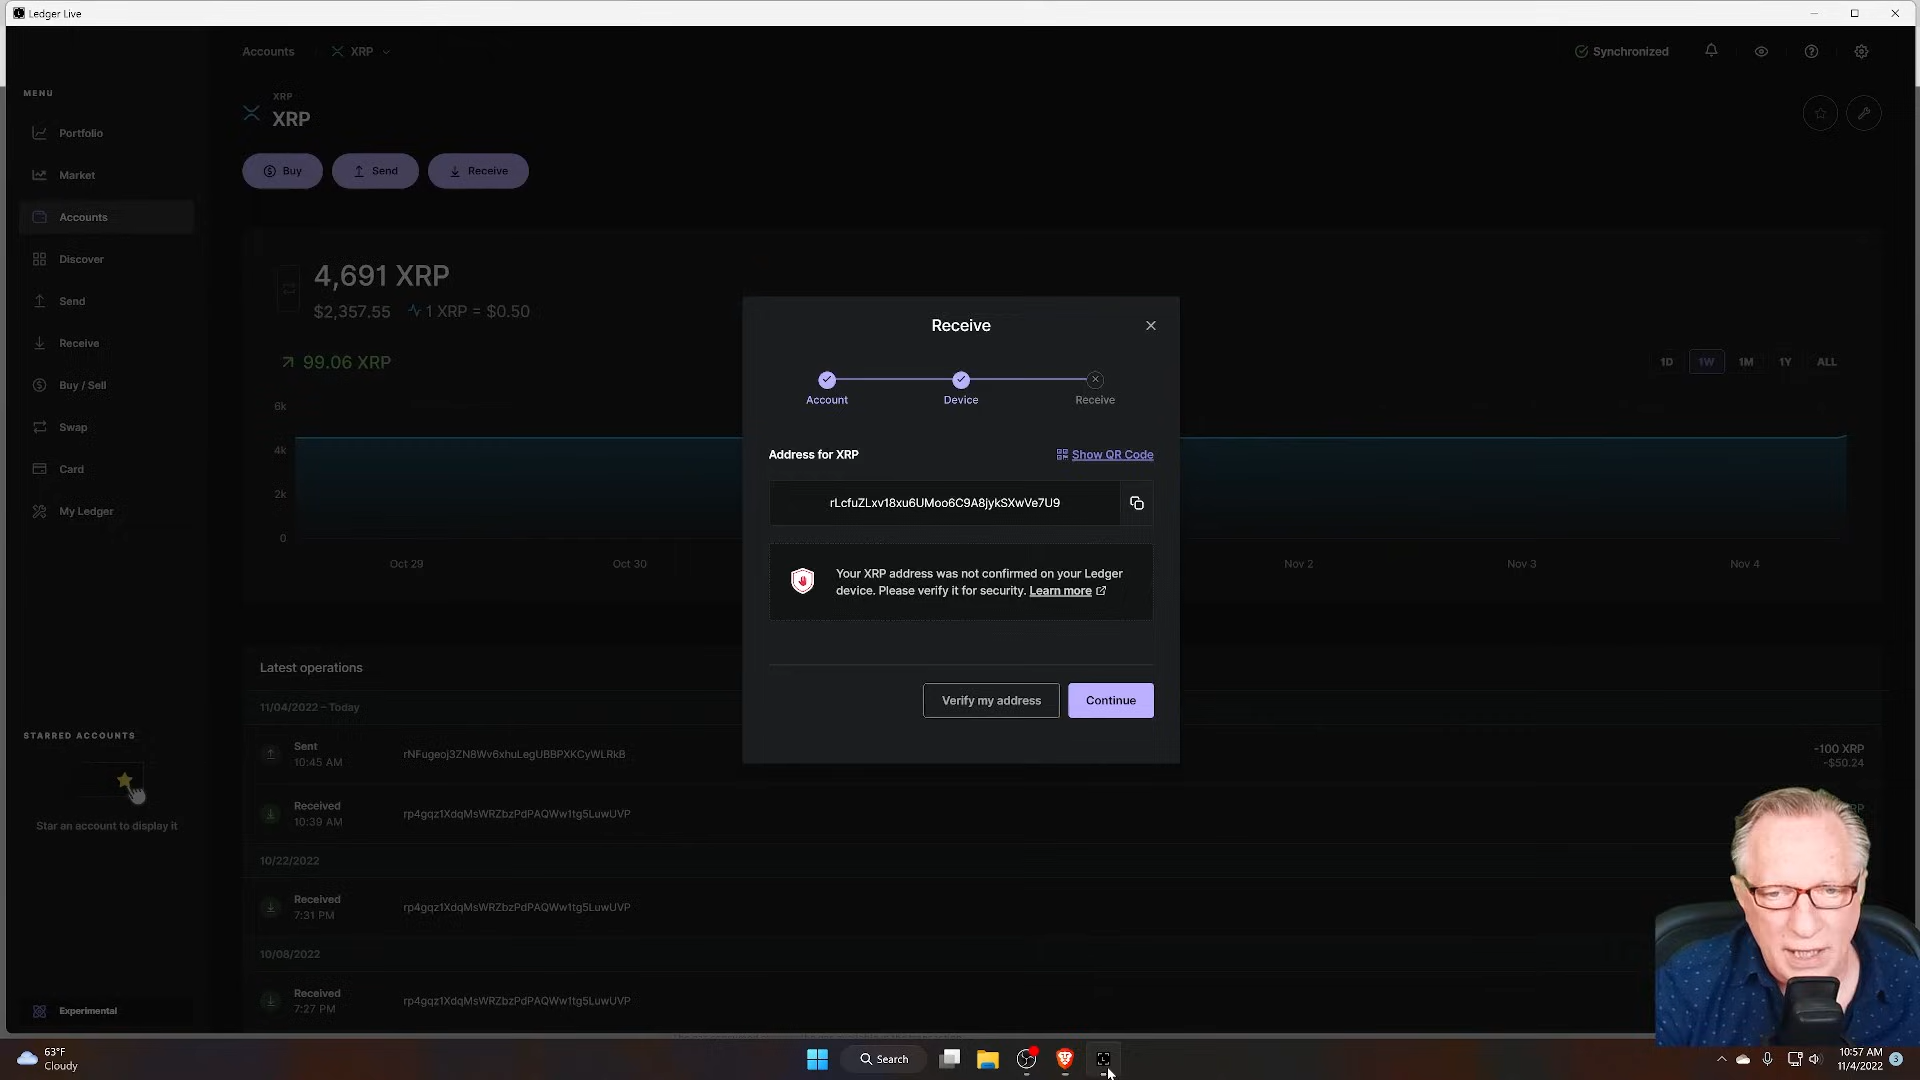 Ledger Live
Accounts
XRP
Synchronized
MENU
Portfolio
Market
Accounts
Discover
Send
Receive
Buy / Sell
Swap
Card
My Ledger
STARRED ACCOUNTS
Star an account to display it
Experimental
XRP
XRP
Buy
Send
Receive
4,691 XRP
$2,357.55
1 XRP = $0.50
99.06 XRP
1D
1W
1M
1Y
ALL
6k
4k
2k
0
Oct 29
Oct 30
Nov 2
Nov 3
Nov 4
Receive
Account
Device
Receive
Address for XRP
Show QR Code
rLcfuZLxv18xu6UMoo6C9A8jykSXwVe7U9
Your XRP address was not confirmed on your Ledger
device. Please verify it for security. Learn more
Verify my address
Continue
Latest operations
11/04/2022 – Today
Sent
10:45 AM
rNFugeoj3ZN8Wv6xhuLegUBBPXKCyWLRkB
-100 XRP
-$50.24
Received
10:39 AM
rp4gqz1XdqMsWRZbzPdPAQWw1tg5LuwUVP
10/22/2022
Received
7:31 PM
rp4gqz1XdqMsWRZbzPdPAQWw1tg5LuwUVP
10/08/2022
Received
7:27 PM
rp4gqz1XdqMsWRZbzPdPAQWw1tg5LuwUVP
63°F
Cloudy
Search
10:57 AM
11/4/2022
3